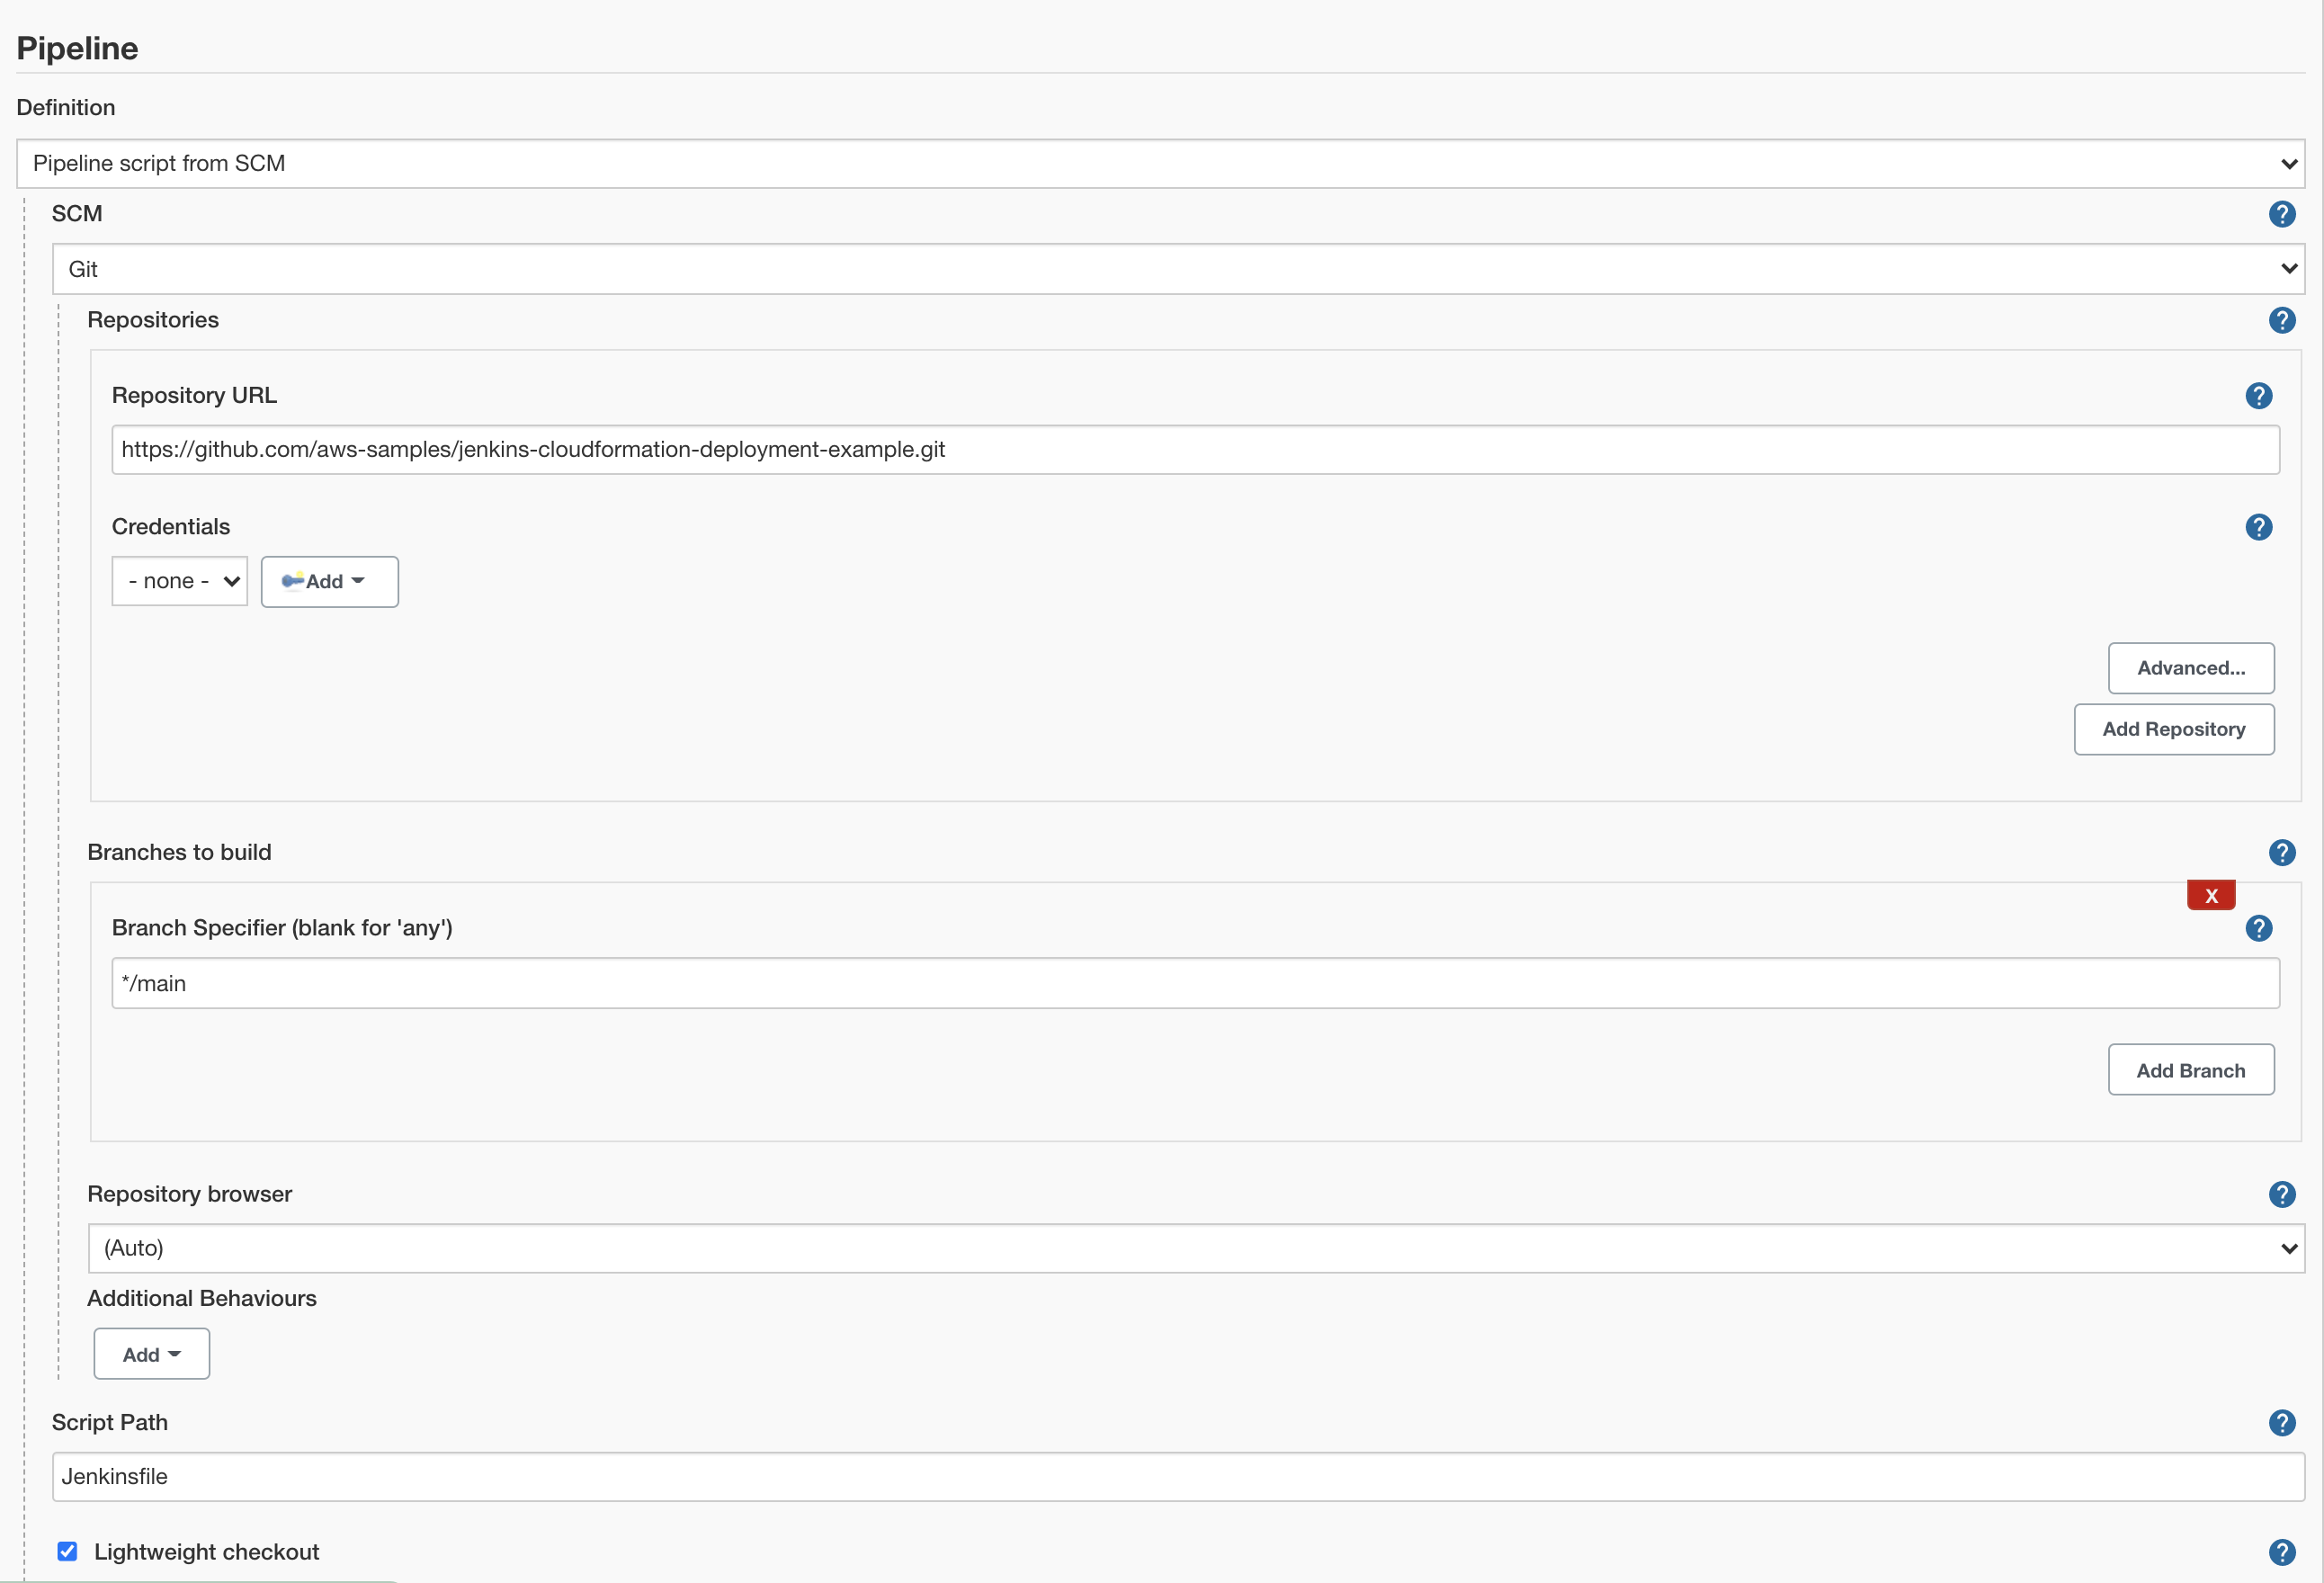 Pipeline
Definition
Pipeline script from SCM
SCM
?
Git
Repositories
?
Repository URL
?
https://github.com/aws-samples/jenkins-cloudformation-deployment-example.git
Credentials
?
- none -
Add
Advanced...
Add Repository
Branches to build
?
X
Branch Specifier (blank for 'any')
?
*/main
Add Branch
Repository browser
?
(Auto)
Additional Behaviours
Add
Script Path
?
Jenkinsfile
Lightweight checkout
?